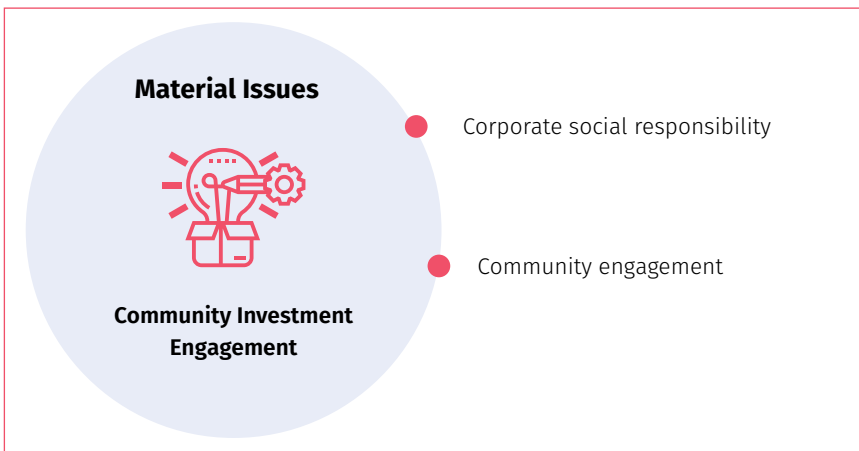 Material Issues
Corporate social responsibility
Community engagement
Community Investment
Engagement